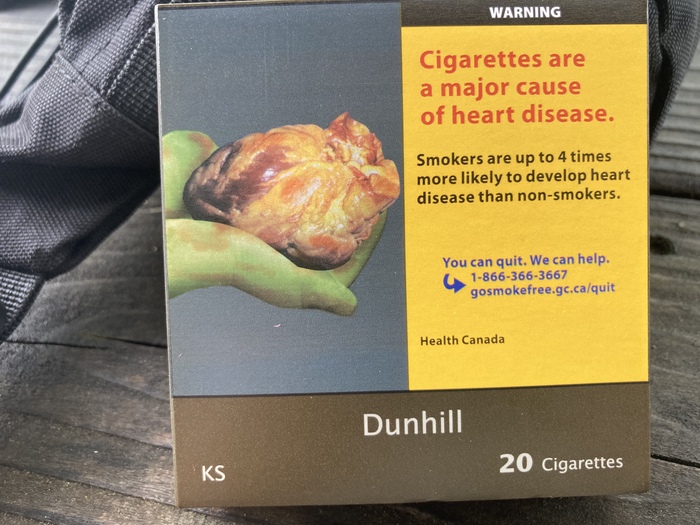 WARNING
Cigarettes are
a major cause
of heart disease.
Smokers are up to 4 times
more likely to develop heart
disease than non-smokers.
You can quit. We can help.
1-866-366-3667
gosmokefree.gc.ca/quit
Health Canada
Dunhill
KS
20 Cigarettes